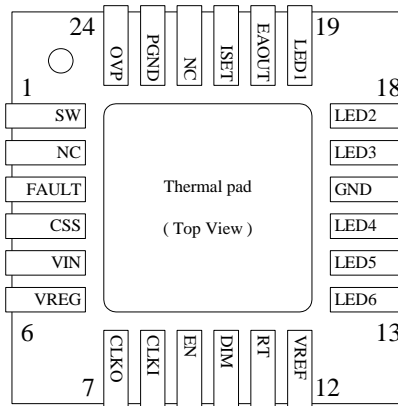 24
19
OVP
PGND
NC
ISET
EAOUT
LED1
1
18
SW
LED2
NC
LED3
FAULT
Thermal pad
GND
CSS
( Top View )
LED4
VIN
LED5
VREG
LED6
6
13
CLKO
CLKI
EN
DIM
RT
VREF
7
12